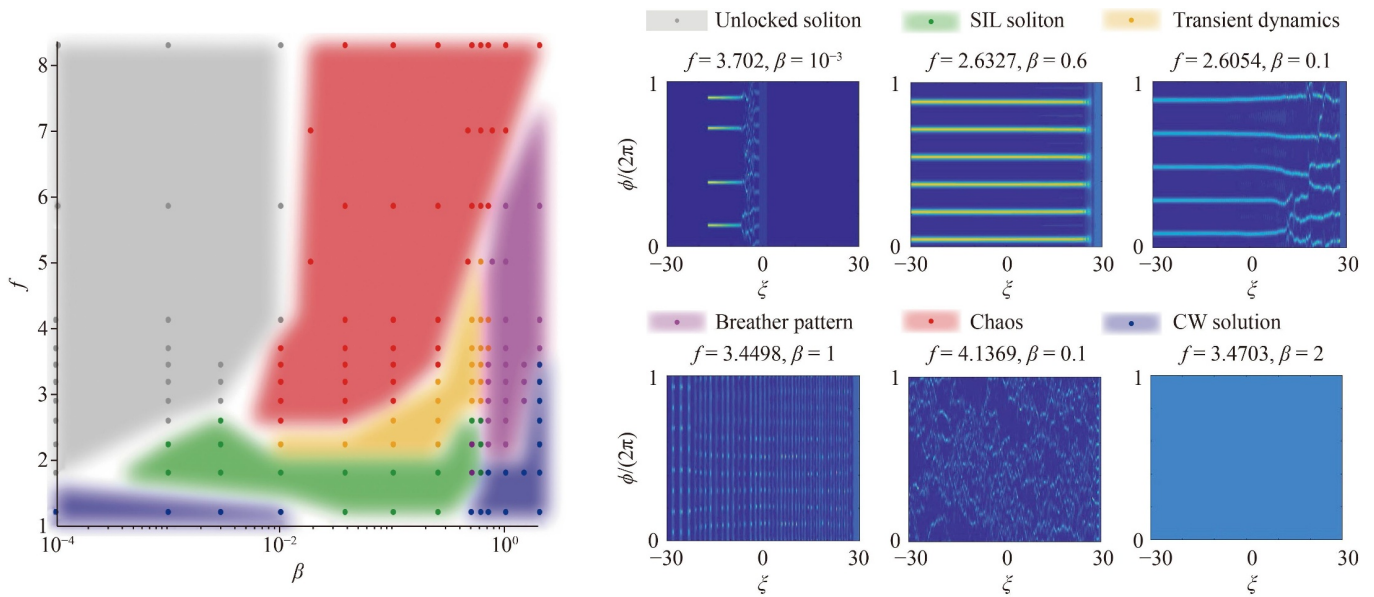 8
7
6
5
4
3
2
1
f
10⁻⁴
10⁻²
10⁰
β
Unlocked soliton
SIL soliton
Transient dynamics
f = 3.702, β = 10⁻³
f = 2.6327, β = 0.6
f = 2.6054, β = 0.1
1
0
ϕ/(2π)
−30
0
30
ξ
1
0
−30
0
30
ξ
1
0
−30
0
30
ξ
Breather pattern
Chaos
CW solution
f = 3.4498, β = 1
f = 4.1369, β = 0.1
f = 3.4703, β = 2
1
0
ϕ/(2π)
−30
0
30
ξ
1
0
−30
0
30
ξ
1
0
−30
0
30
ξ